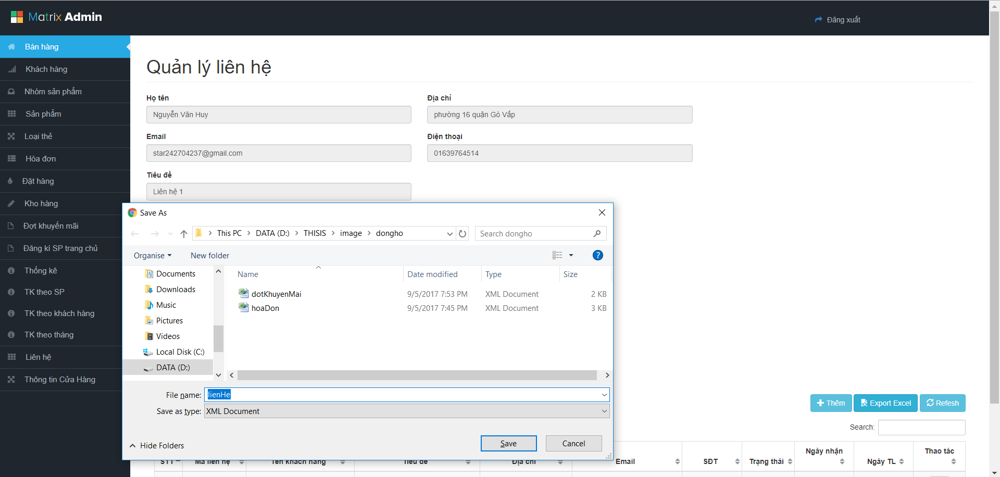 Matrix Admin
Đăng xuất
Bán hàng
Khách hàng
Nhóm sản phẩm
Sản phẩm
Loại thẻ
Hóa đơn
Đặt hàng
Kho hàng
Đợt khuyến mãi
Đăng kí SP trang chủ
Thống kê
TK theo SP
TK theo khách hàng
TK theo tháng
Liên hệ
Thông tin Cửa Hàng
Quản lý liên hệ
Họ tên
Địa chỉ
Nguyễn Văn Huy
phường 16 quận Gò Vấp
Email
Điện thoại
star242704237@gmail.com
01639764514
Tiêu đề
Liên hệ 1
Save As
This PC > DATA (D:) > THISIS > image > dongho
Search dongho
Organise
New folder
?
Documents
Downloads
Music
Pictures
Videos
Local Disk (C:)
DATA (D:)
Name Date modified Type Size
dotKhuyenMai 9/5/2017 7:53 PM XML Document 2 KB
hoaDon 9/5/2017 7:45 PM XML Document 3 KB
File name: lienHe
Save as type: XML Document
Hide Folders
Save
Cancel
Thêm
Export Excel
Refesh
Search:
STT Mã liên hệ Tên khách hàng Tiêu đề Địa chỉ Email SĐT Trạng thái Ngày nhận Ngày TL Thao tác